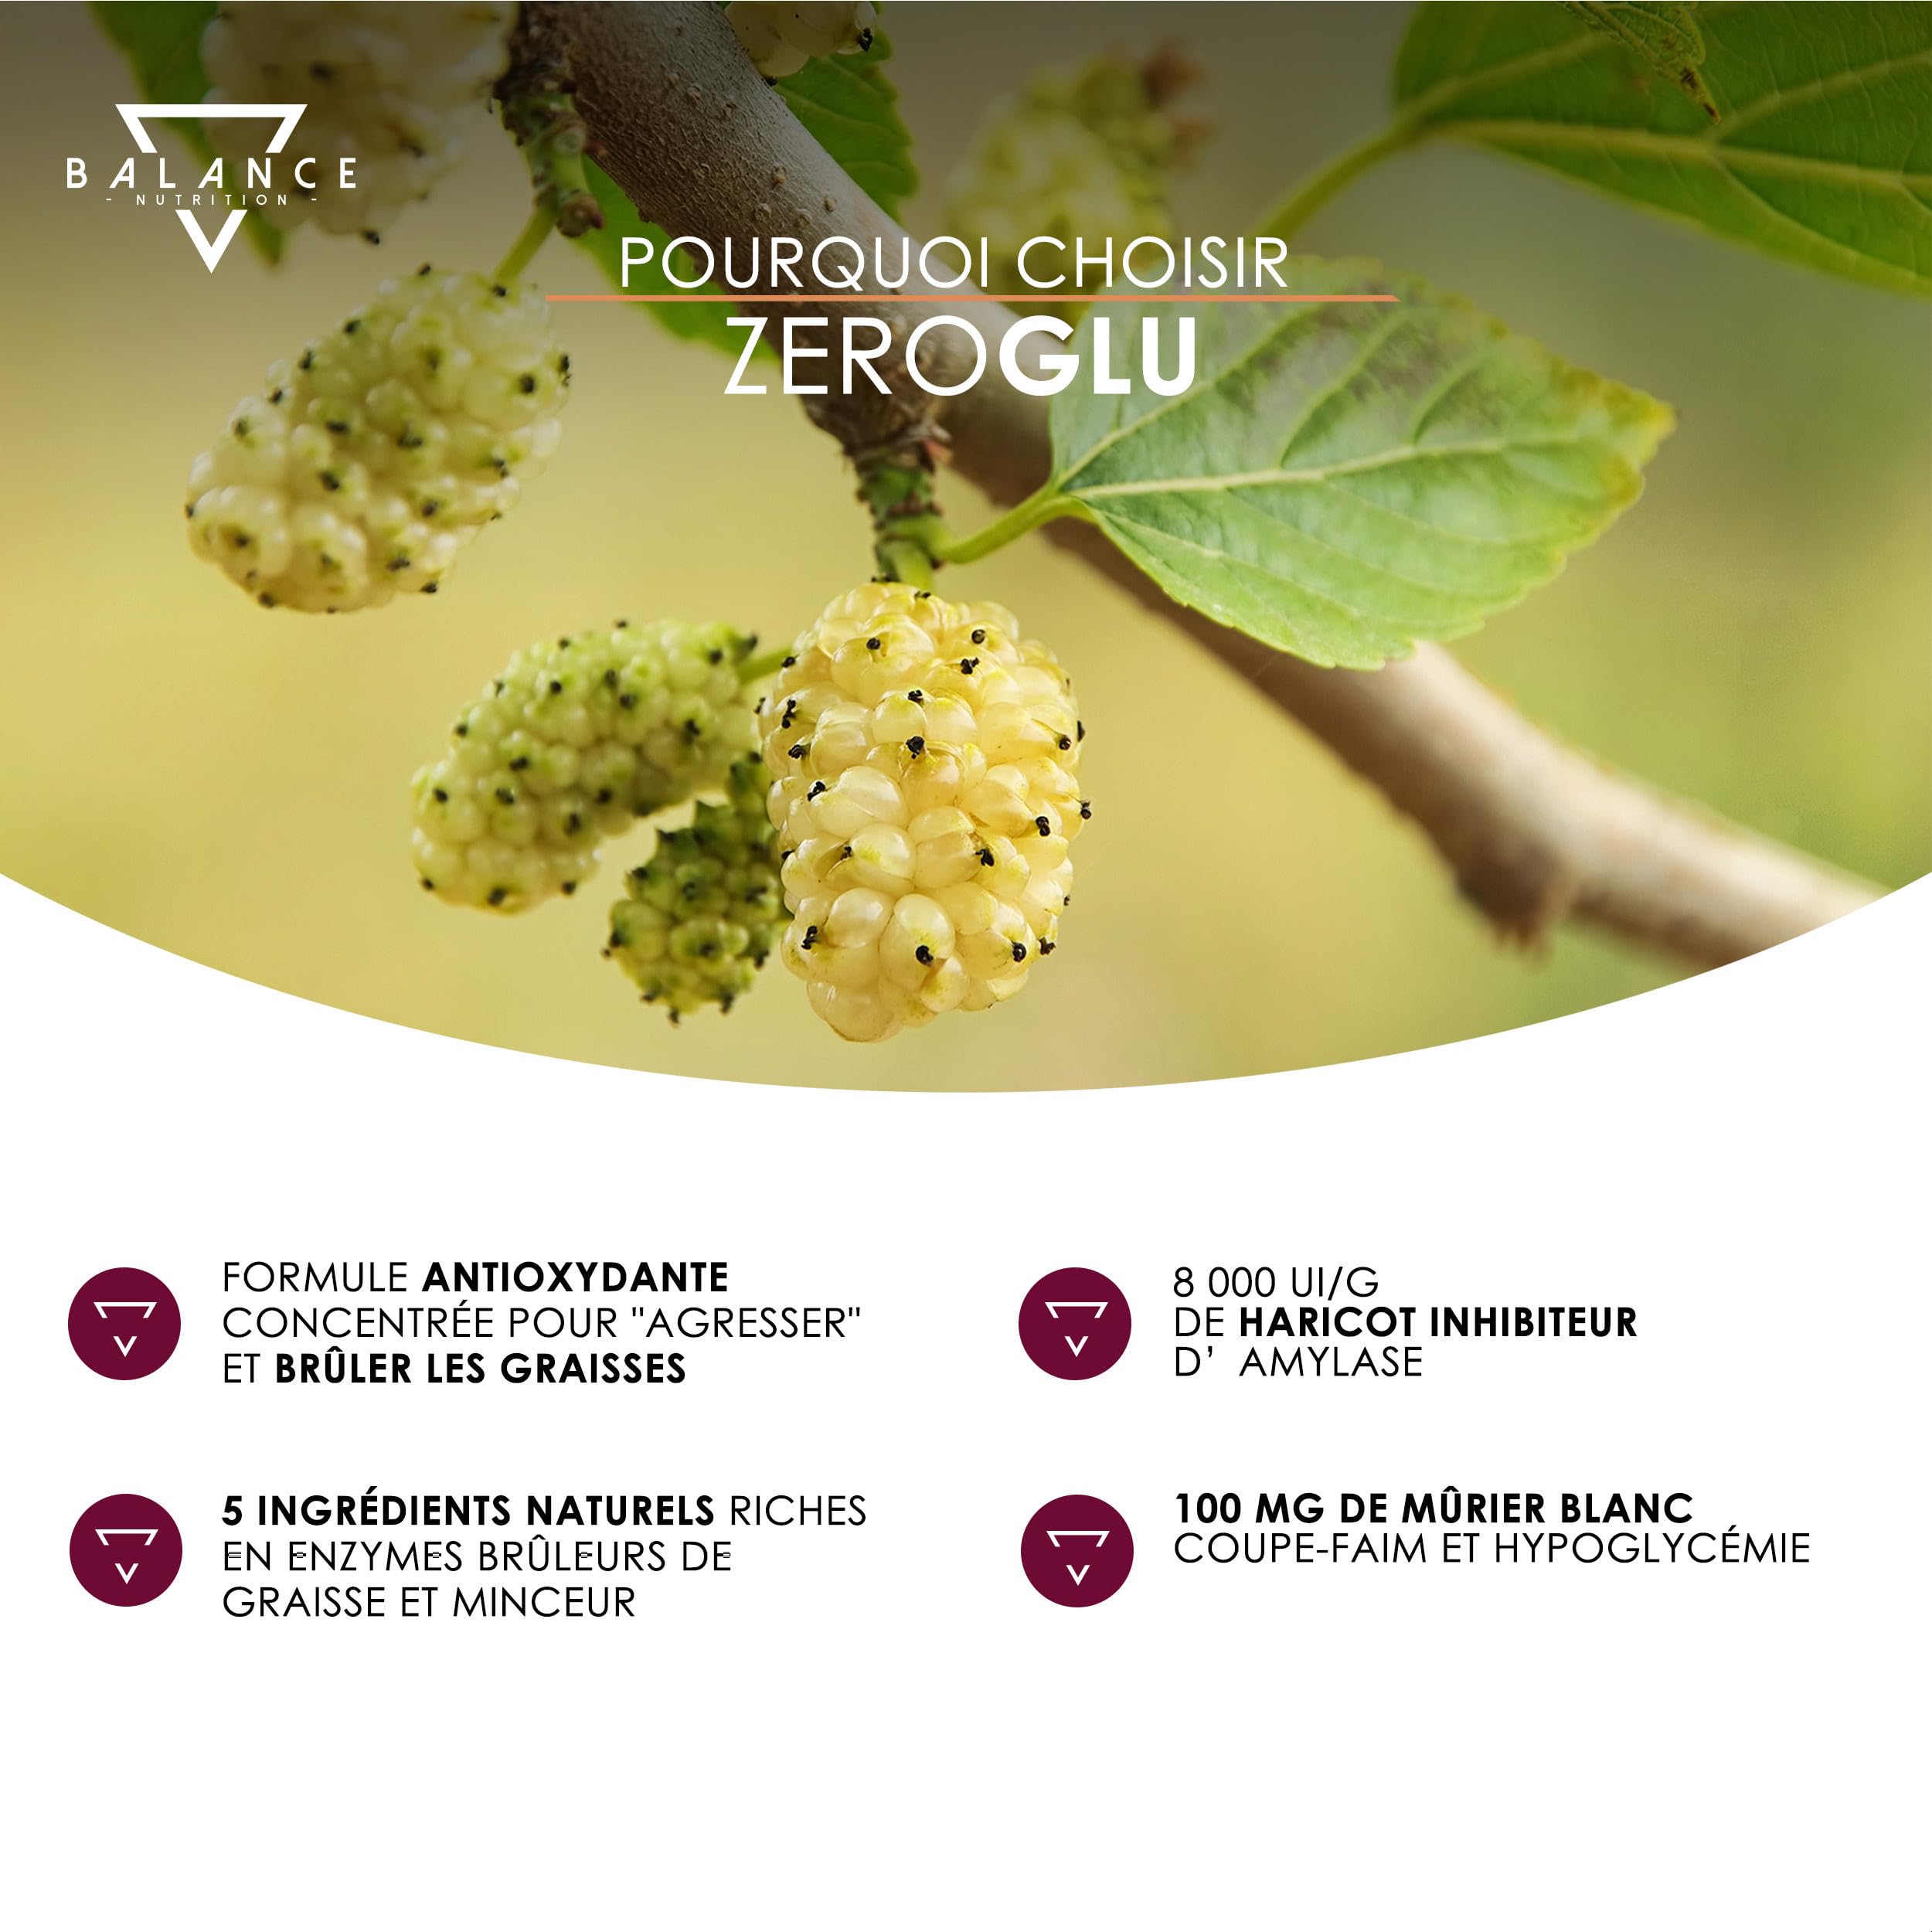 BALANCE
- NUTRITION -
POURQUOI CHOISIR
ZEROGLU
FORMULE ANTIOXYDANTE
CONCENTRÉE POUR "AGRESSER"
ET BRÛLER LES GRAISSES
8 000 UI/G
DE HARICOT INHIBITEUR
D' AMYLASE
5 INGRÉDIENTS NATURELS RICHES
EN ENZYMES BRÛLEURS DE
GRAISSE ET MINCEUR
100 MG DE MÛRIER BLANC
COUPE-FAIM ET HYPOGLYCÉMIE